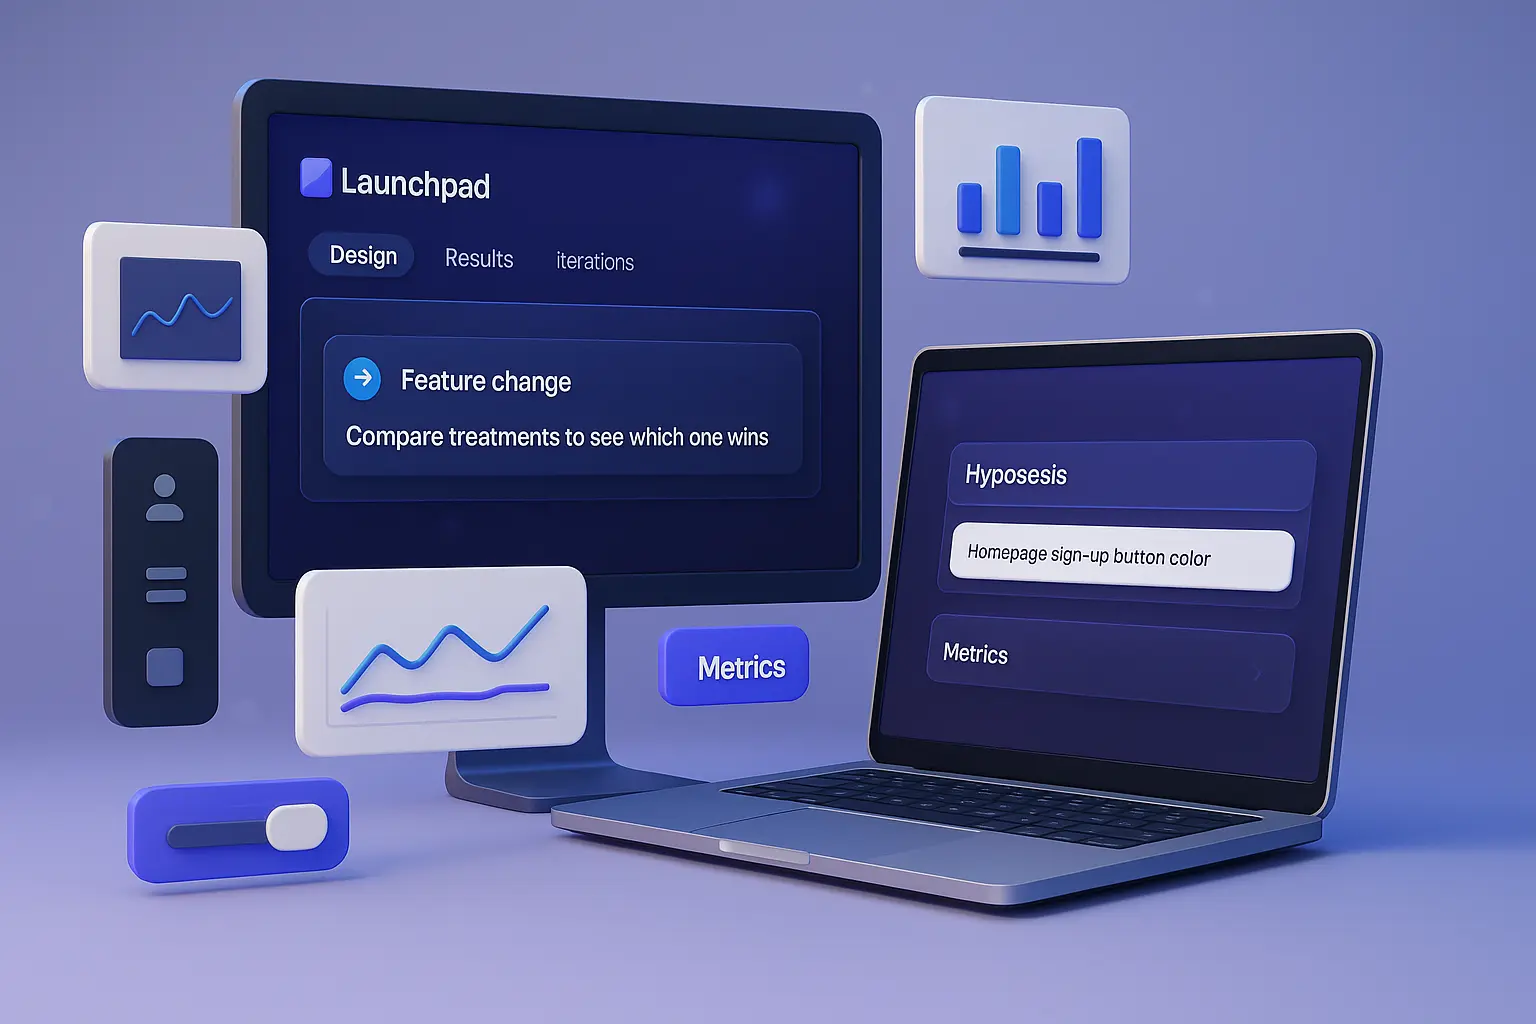 Launchpad
Design
Results
iterations
Feature change
Compare treatments to see which one wins
Metrics
Hyposesis
Homepage sign-up button color
Metrics